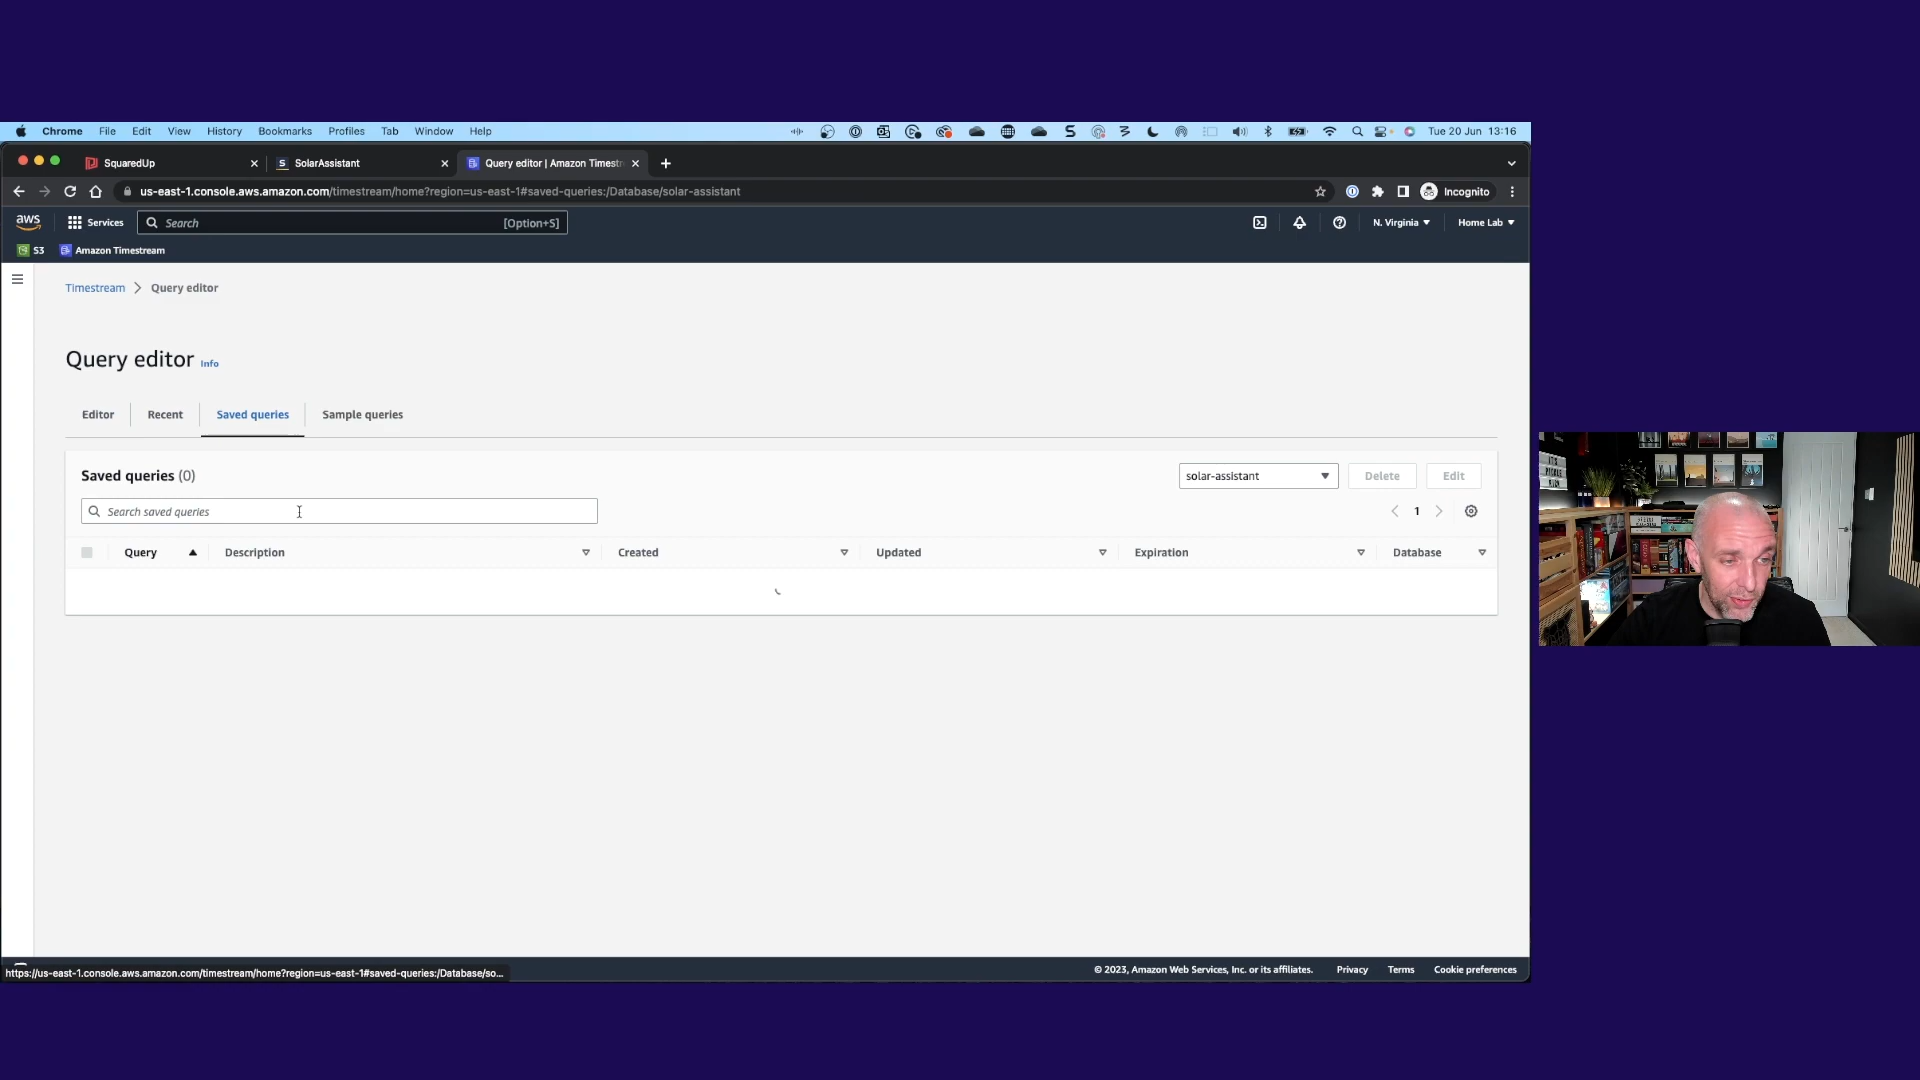 Chrome File Edit View History Bookmarks Profiles Tab Window Help Tue 20 Jun 13:16
SquaredUp SolarAssistant Query editor | Amazon Timestr
us-east-1.console.aws.amazon.com/timestream/home?region=us-east-1#saved-queries:/Database/solar-assistant Incognito
aws Services Search [Option+S] N. Virginia Home Lab
S3 Amazon Timestream
Timestream Query editor
Query editor Info
Editor Recent Saved queries Sample queries
Saved queries (0) solar-assistant Delete Edit
Search saved queries 1
Query Description Created Updated Expiration Database
https://us-east-1.console.aws.amazon.com/timestream/home?region=us-east-1#saved-queries:/Database/so... © 2023, Amazon Web Services, Inc. or its affiliates. Privacy Terms Cookie preferences